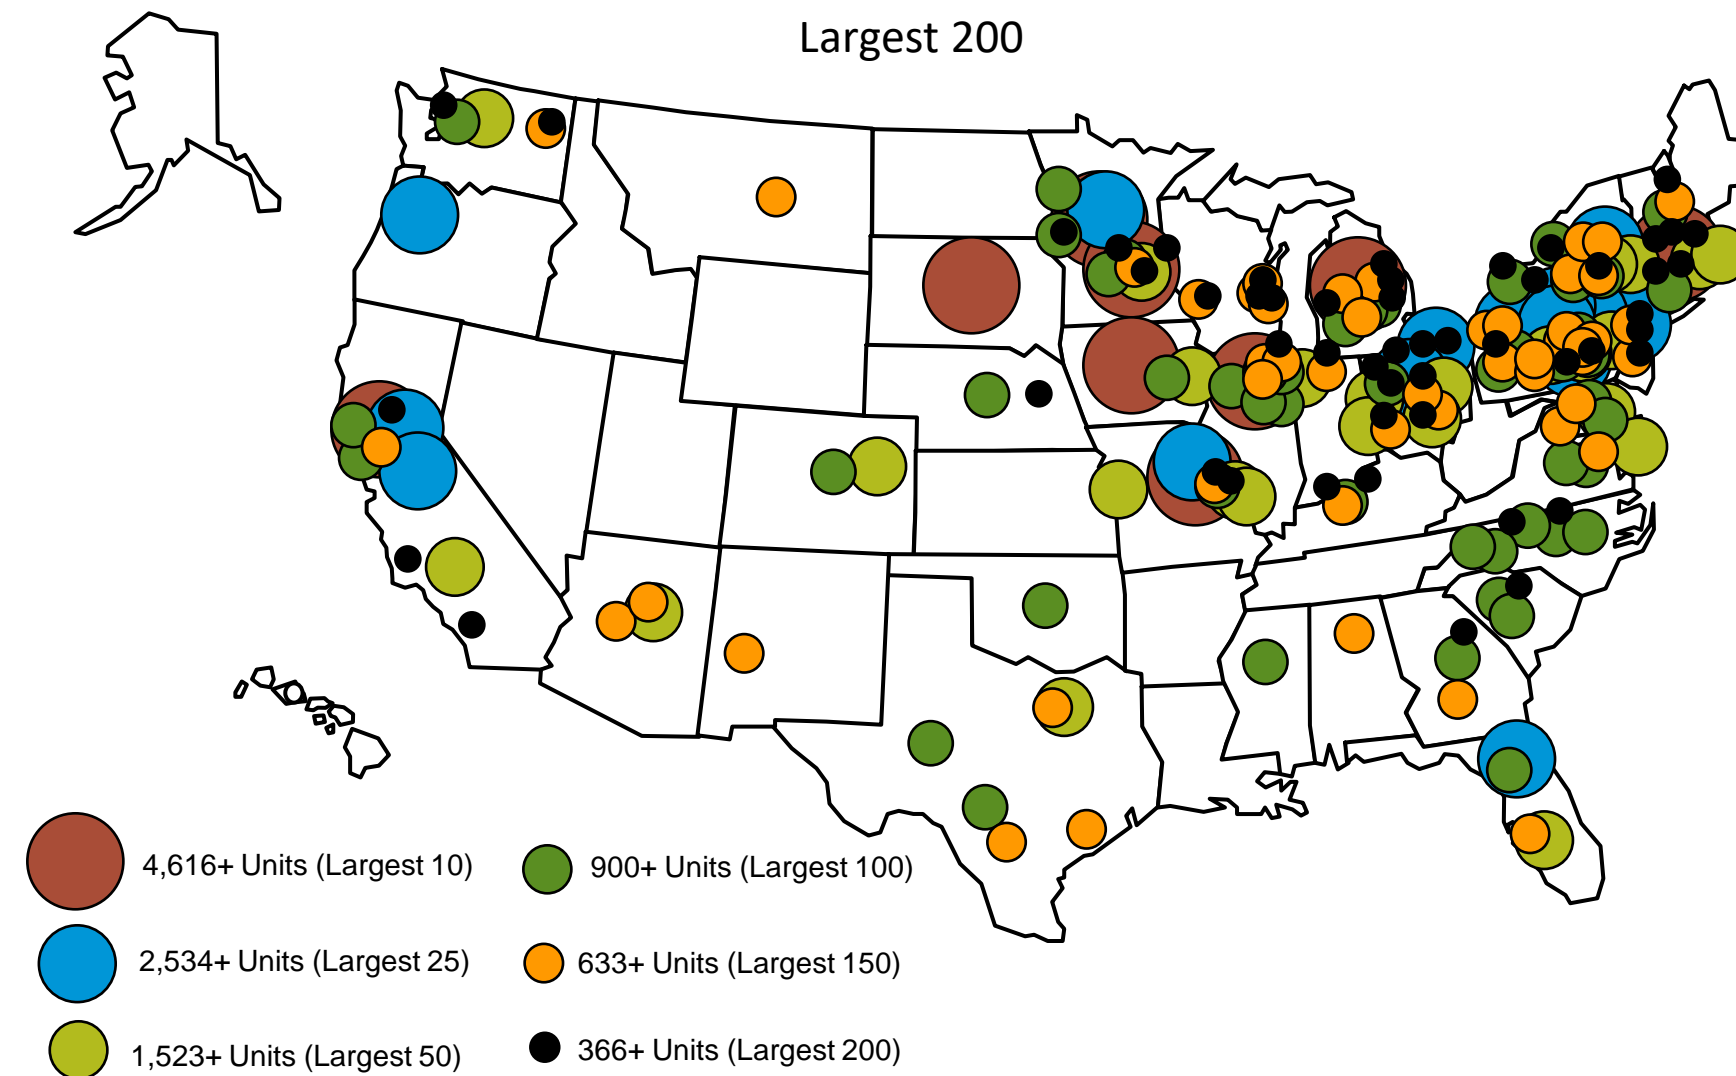 Largest 200
4,616+ Units (Largest 10)
900+ Units (Largest 100)
2,534+ Units (Largest 25)
633+ Units (Largest 150)
1,523+ Units (Largest 50)
366+ Units (Largest 200)